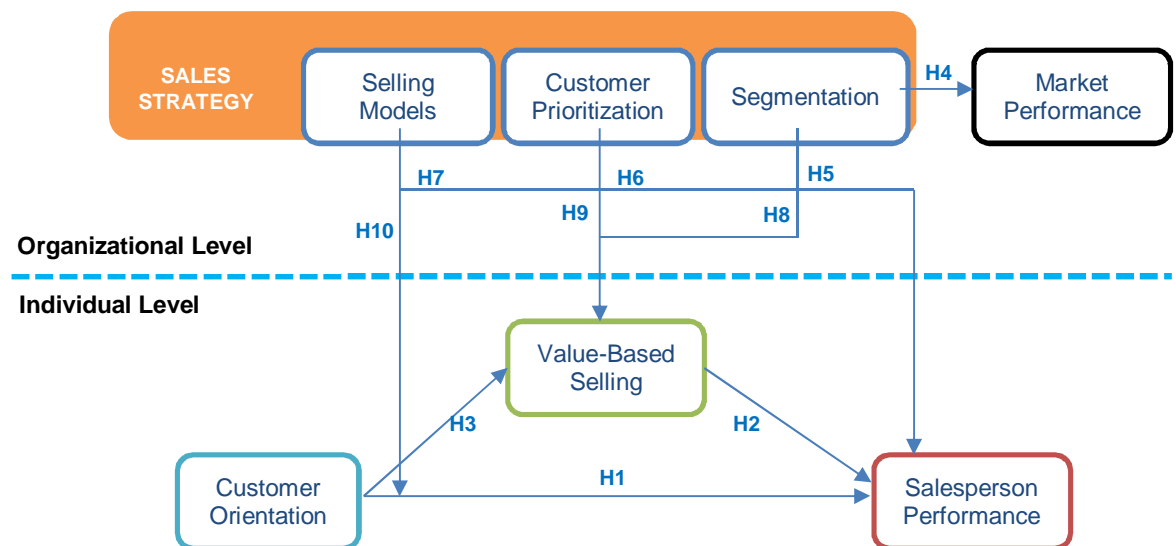 SALES
STRATEGY
Selling
Models
Customer
Prioritization
Segmentation
H4
Market
Performance
H7
H6
H5
H10
H9
H8
Organizational Level
Individual Level
Value-Based
Selling
H3
H2
H1
Customer
Orientation
Salesperson
Performance